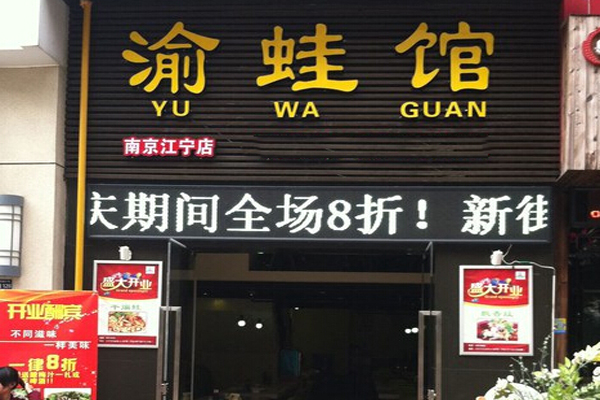 渝蛙馆
YU WA GUAN
南京江宁店
庆期间全场8折！新街
盛大开业
盛大开业
开业酬宾
不同滋味
一样美味
一律8折